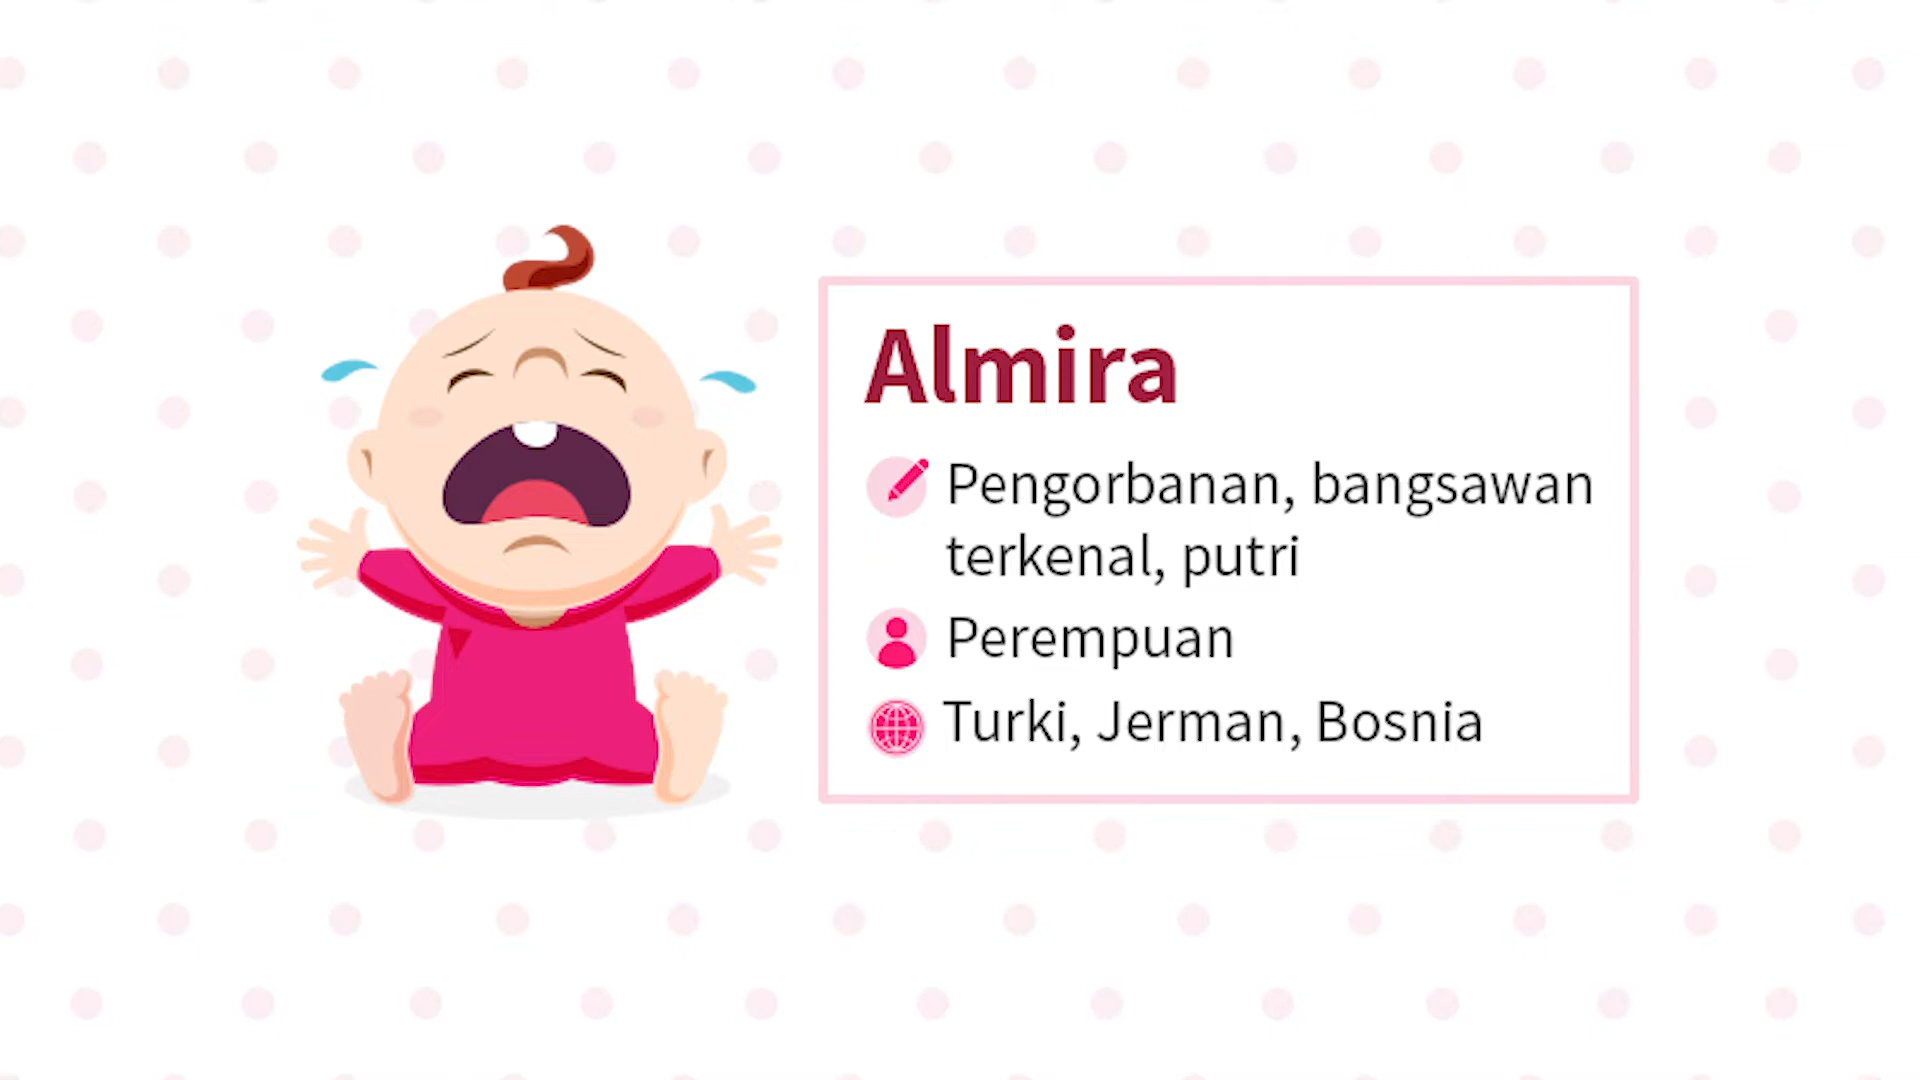 Almira
Pengorbanan, bangsawan
terkenal, putri
Perempuan
Turki, Jerman, Bosnia